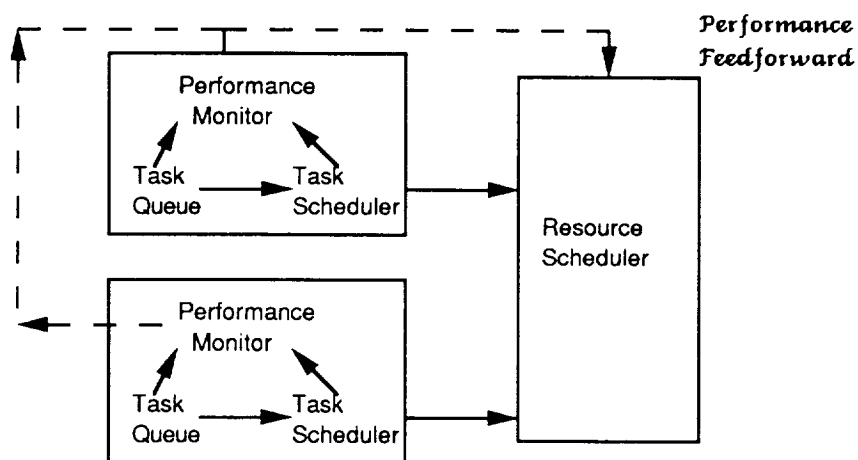 Performance
Feedforward
Performance
Monitor
Task
Queue
Task
Scheduler
Resource
Scheduler
Performance
Monitor
Task
Queue
Task
Scheduler